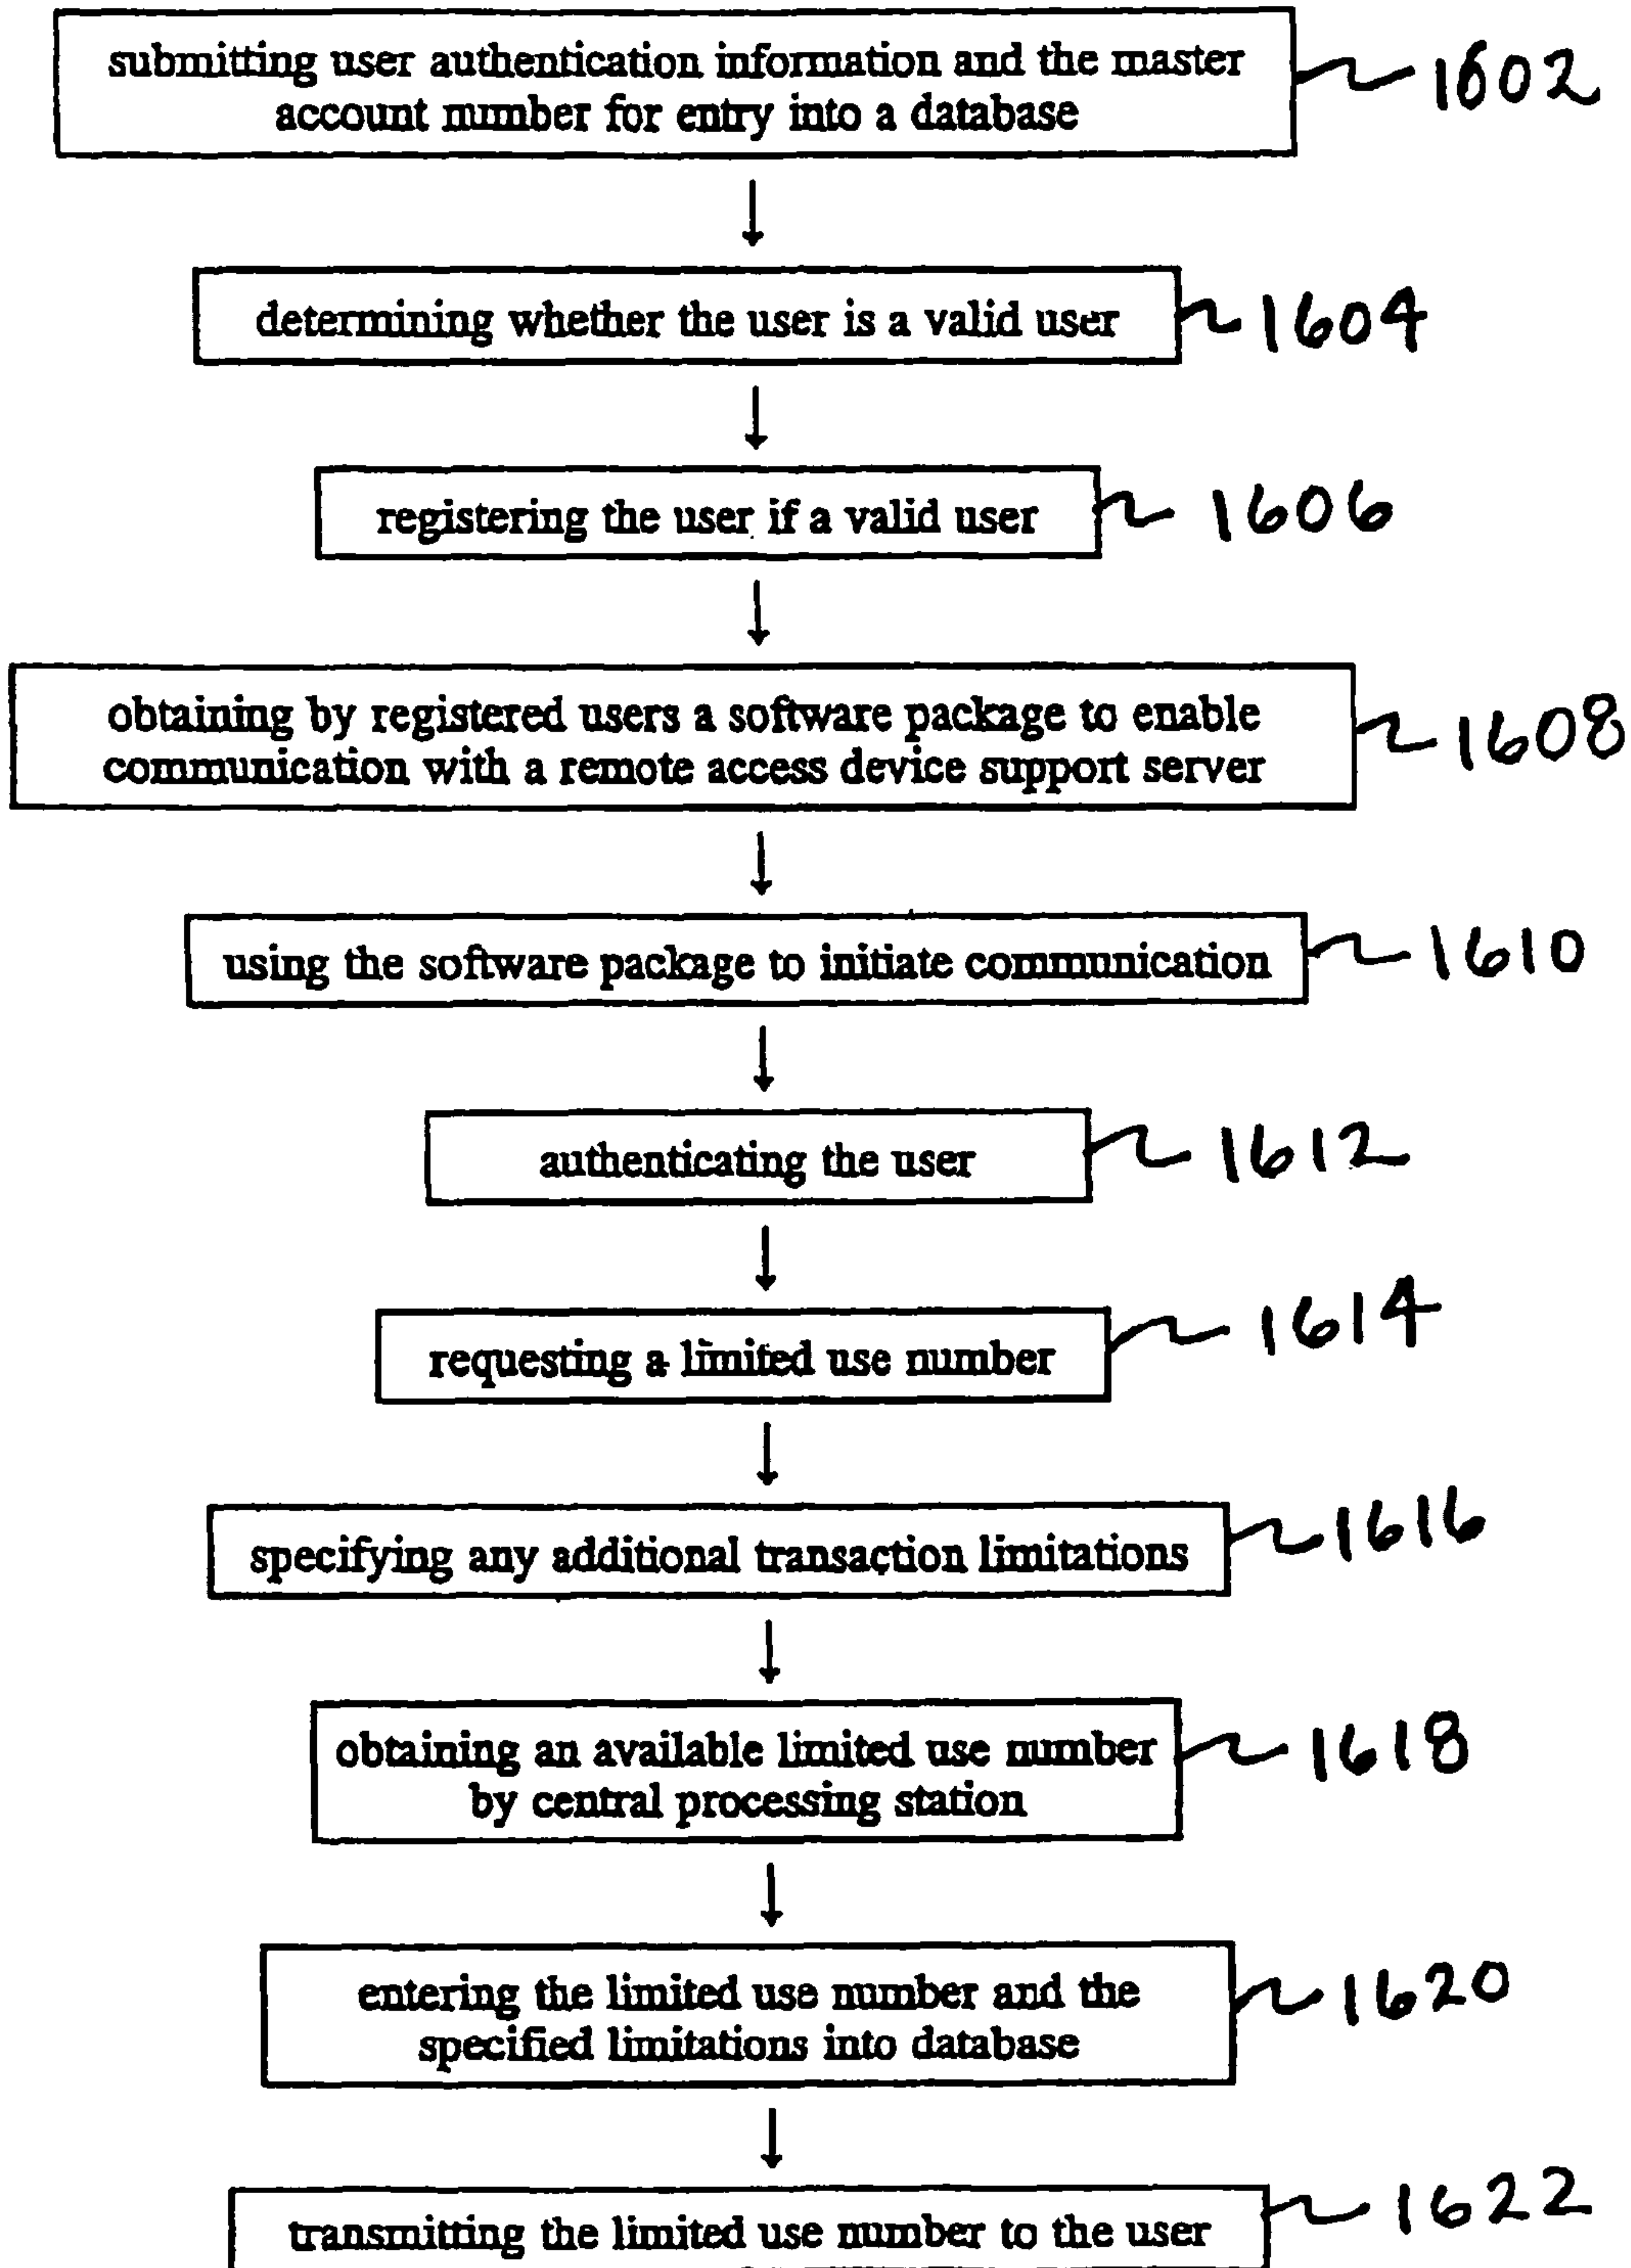 submitting user authentication information and the master
account number for entry into a database
1602
determining whether the user is a valid user
1604
registering the user if a valid user
1606
obtaining by registered users a software package to enable
communication with a remote access device support server
1608
using the software package to initiate communication
1610
authenticating the user
1612
requesting a limited use number
1614
specifying any additional transaction limitations
1616
obtaining an available limited use number
by central processing station
1618
entering the limited use number and the
specified limitations into database
1620
transmitting the limited use number to the user
1622